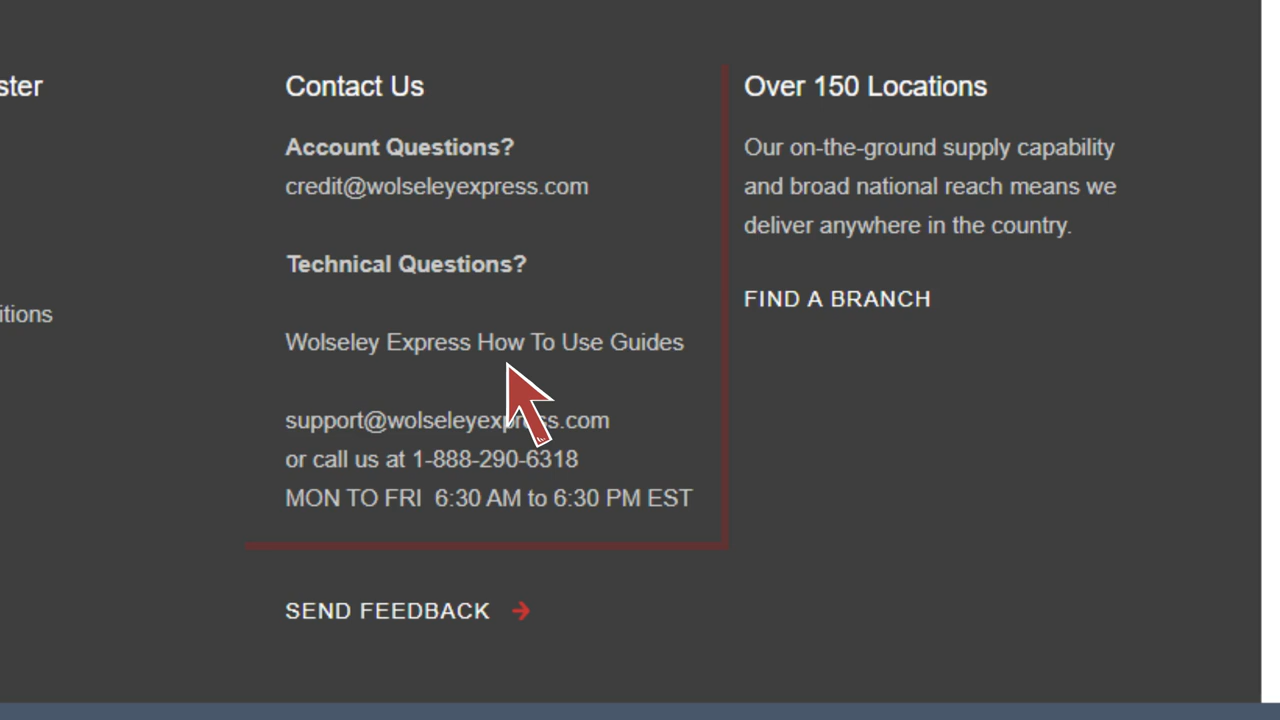 ster
itions
Contact Us
Account Questions?
credit@wolseleyexpress.com
Technical Questions?
Wolseley Express How To Use Guides
support@wolseleyexpress.com
or call us at 1-888-290-6318
MON TO FRI 6:30 AM to 6:30 PM EST
SEND FEEDBACK
Over 150 Locations
Our on-the-ground supply capability
and broad national reach means we
deliver anywhere in the country.
FIND A BRANCH